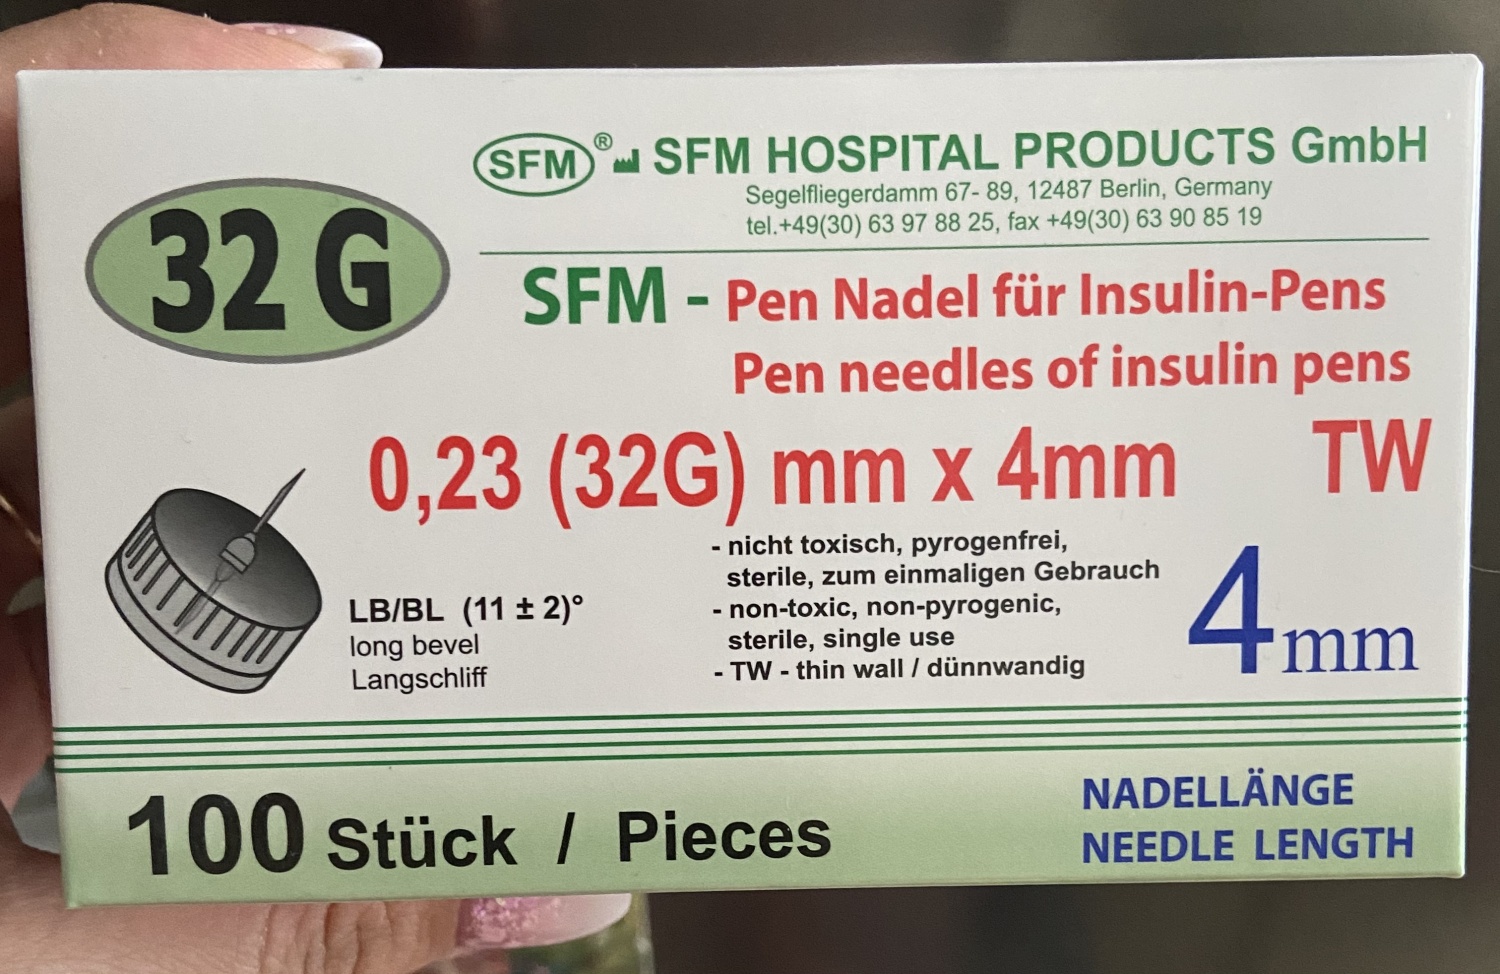 32 G
SFM® SFM HOSPITAL PRODUCTS GmbH
Segelfliegerdamm 67- 89, 12487 Berlin, Germany
tel.+49(30) 63 97 88 25, fax +49(30) 63 90 85 19
SFM - Pen Nadel für Insulin-Pens
Pen needles of insulin pens
0,23 (32G) mm x 4mm TW
- nicht toxisch, pyrogenfrei,
sterile, zum einmaligen Gebrauch
- non-toxic, non-pyrogenic,
sterile, single use
- TW - thin wall / dünnwandig
LB/BL (11 ± 2)°
long bevel
Langschliff
4mm
100 Stück / Pieces
NADELLÄNGE
NEEDLE LENGTH